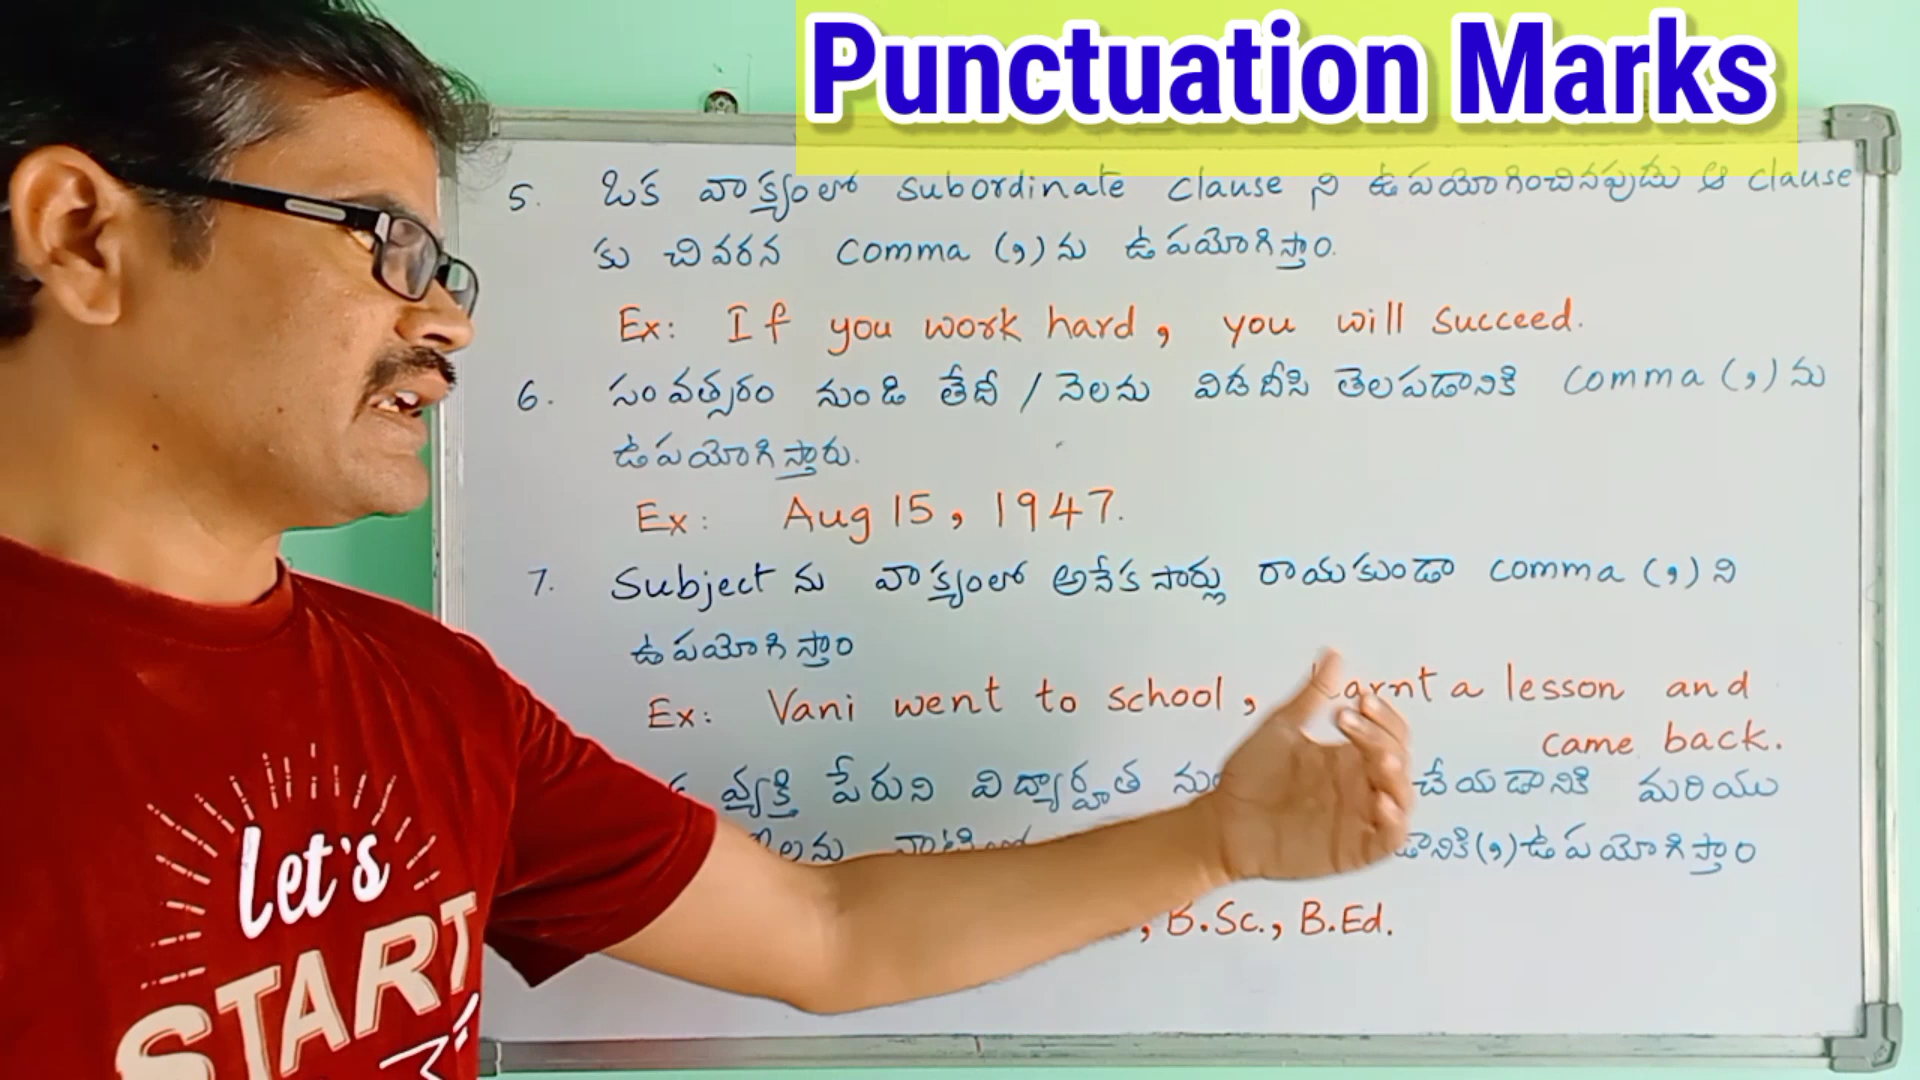 Punctuation Marks
5. ఒక వాక్యంలో subordinate clause ని ఉపయోగించినపుడు ఆ clause
కు చివరన comma (,) ను ఉపయోగిస్తాం.
Ex: If you work hard, you will succeed.
6. సంవత్సరం నుండి తేదీ / నెలను విడదీసి తెలపడానికి comma (,) ను
ఉపయోగిస్తారు.
Ex: Aug 15, 1947.
7. Subject ను వాక్యంలో అనేకసార్లు రాయకుండా comma (,) ని
ఉపయోగిస్తాం
Ex: Vani went to school, a lesson and
came back.
వ్యక్తి పేరుని విద్యార్హత చేయడానికి మరియు
(,) ఉపయోగిస్తాం
, B.Sc., B.Ed.
Let's
START